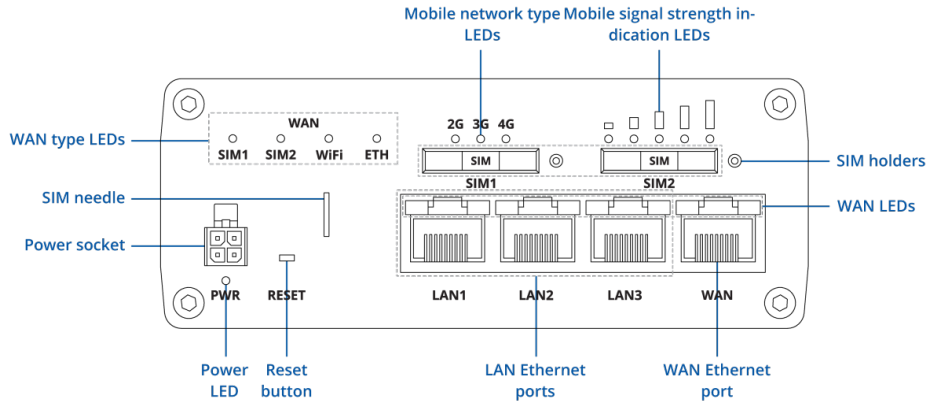 Mobile network type
LEDs
Mobile signal strength in-
dication LEDs
WAN type LEDs
WAN
SIM1 SIM2 WiFi ETH
2G 3G 4G
SIM
SIM1
SIM
SIM2
SIM holders
SIM needle
WAN LEDs
Power socket
PWR
RESET
LAN1
LAN2
LAN3
WAN
Power
LED
Reset
button
LAN Ethernet
ports
WAN Ethernet
port